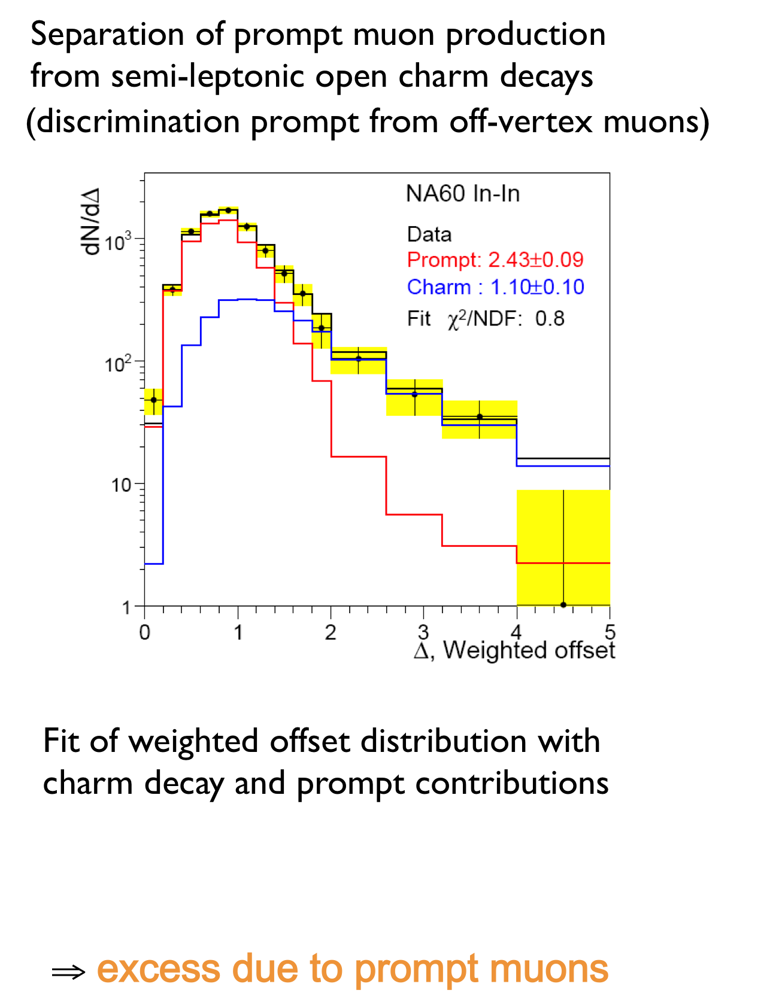 Separation of prompt muon production
from semi-leptonic open charm decays
(discrimination prompt from off-vertex muons)
dN/dΔ
NA60 In-In
Data
Prompt: 2.43±0.09
Charm : 1.10±0.10
Fit χ²/NDF: 0.8
10³
10²
10
1
0 1 2 3 4 5
Δ, Weighted offset
Fit of weighted offset distribution with
charm decay and prompt contributions
⇒ excess due to prompt muons